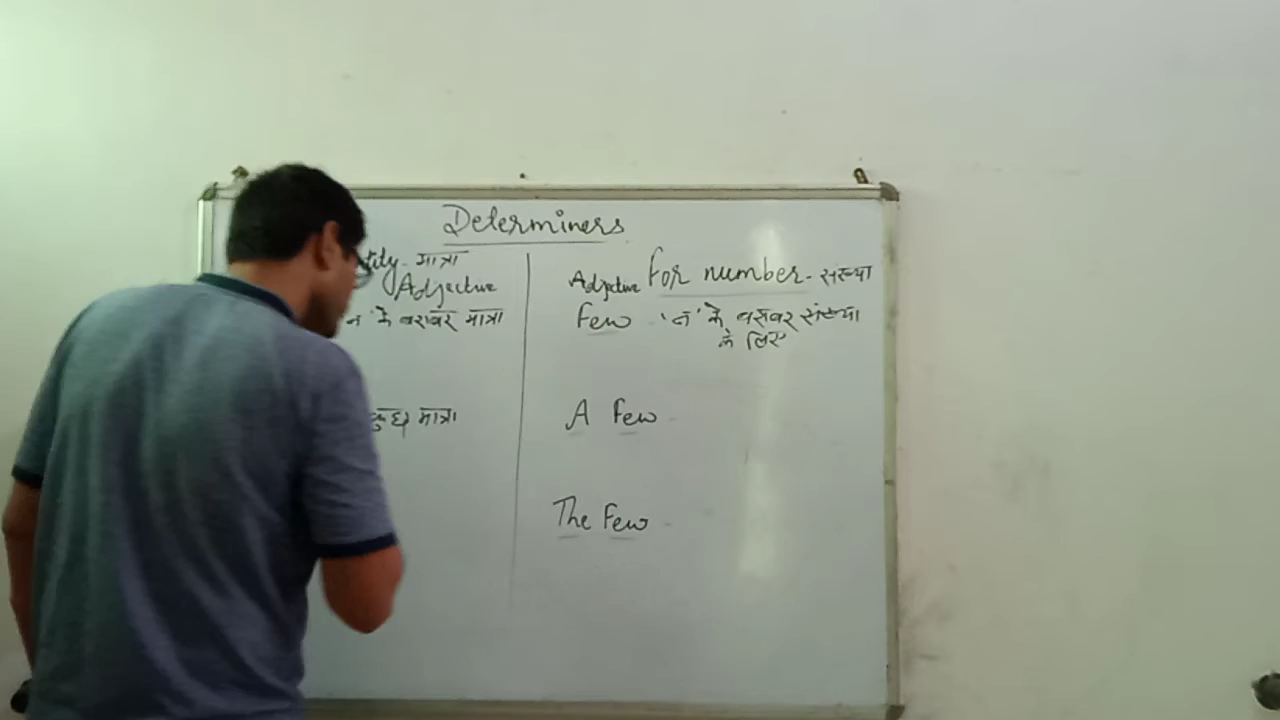 Determiners
मात्रा
Adjective
'न' के बराबर मात्रा
कुछ मात्रा
Adjective For number - संख्या
Few - 'न' के बराबर संख्या
के लिए
A Few -
The Few -